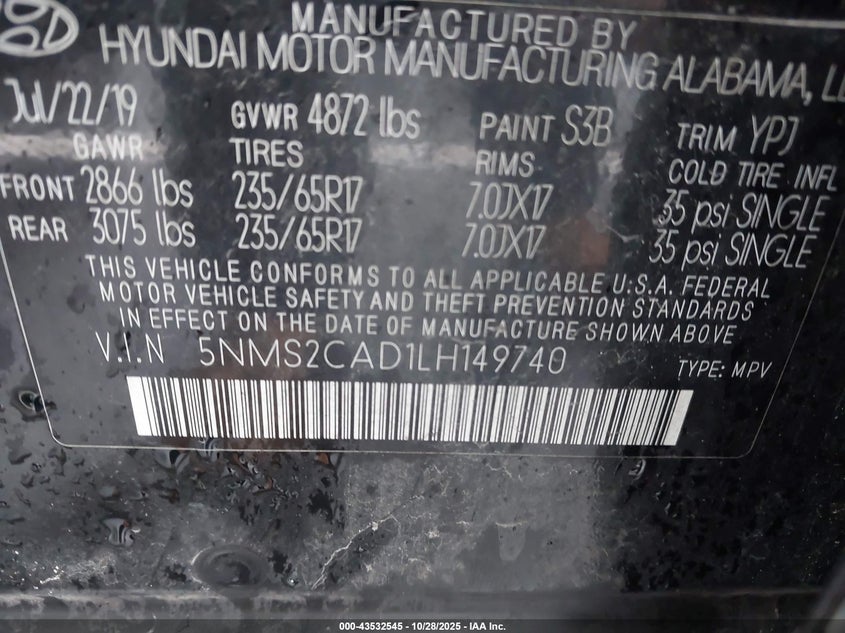 MANUFACTURED BY
HYUNDAI MOTOR MANUFACTURING ALABAMA,
Jul/22/19 GVWR 4872 lbs PAINT S3B TRIM YPJ
GAWR TIRES RIMS COLD TIRE INFL
FRONT 2866 lbs 235/65R17 7.0JX17 35 psi SINGLE
REAR 3075 lbs 235/65R17 7.0JX17 35 psi SINGLE
THIS VEHICLE CONFORMS TO ALL APPLICABLE U.S.A. FEDERAL
MOTOR VEHICLE SAFETY AND THEFT PREVENTION STANDARDS
IN EFFECT ON THE DATE OF MANUFACTURE SHOWN ABOVE.
V.I.N 5NMS2CAD1LH149740 TYPE: MPV
000-43532545 - 10/28/2025 - IAA Inc.